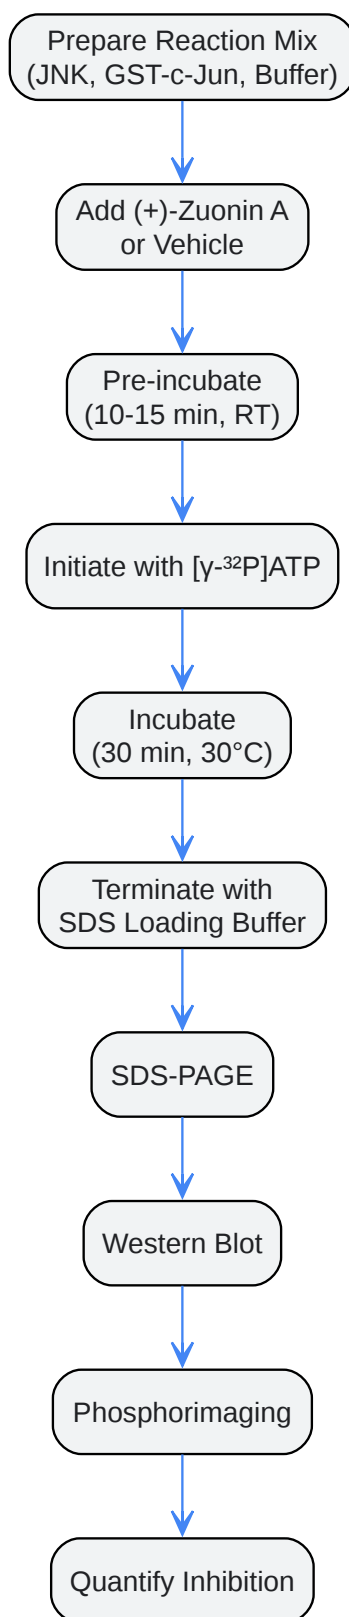 Prepare Reaction Mix
(JNK, GST-c-Jun, Buffer)
Add (+)-Zuonin A
or Vehicle
Pre-incubate
(10-15 min, RT)
Initiate with [γ-³²P]ATP
Incubate
(30 min, 30°C)
Terminate with
SDS Loading Buffer
SDS-PAGE
Western Blot
Phosphorimaging
Quantify Inhibition